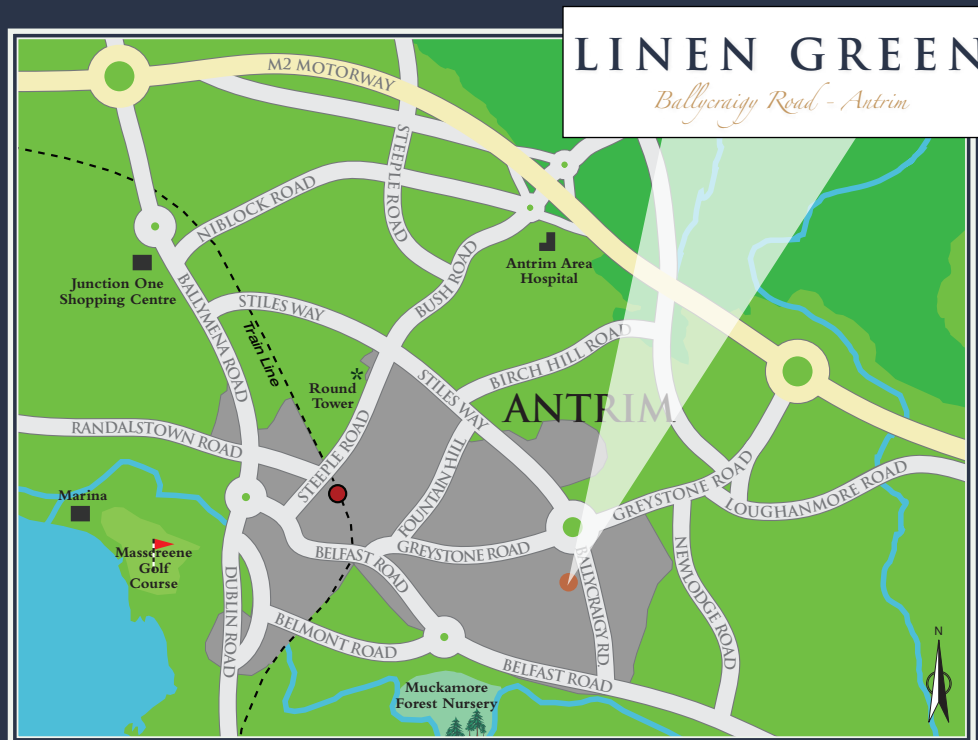 LINEN GREEN
Ballycraigy Road - Antrim
M2 MOTORWAY
STEEPLE ROAD
NIBLOCK ROAD
BUSH ROAD
Antrim Area
Hospital
Junction One
Shopping Centre
BALLYMENA ROAD
STILES WAY
Train Line
Round
Tower
STILES WAY
BIRCH HILL ROAD
ANTRIM
RANDALSTOWN ROAD
STEEPLE ROAD
FOUNTAIN HILL
GREYSTONE ROAD
LOUGHANMORE ROAD
Marina
Massereene
Golf
Course
BELFAST ROAD
GREYSTONE ROAD
BALLYCRAIGY RD.
NEWLODGE ROAD
DUBLIN ROAD
BELMONT ROAD
BELFAST ROAD
Muckamore
Forest Nursery
N